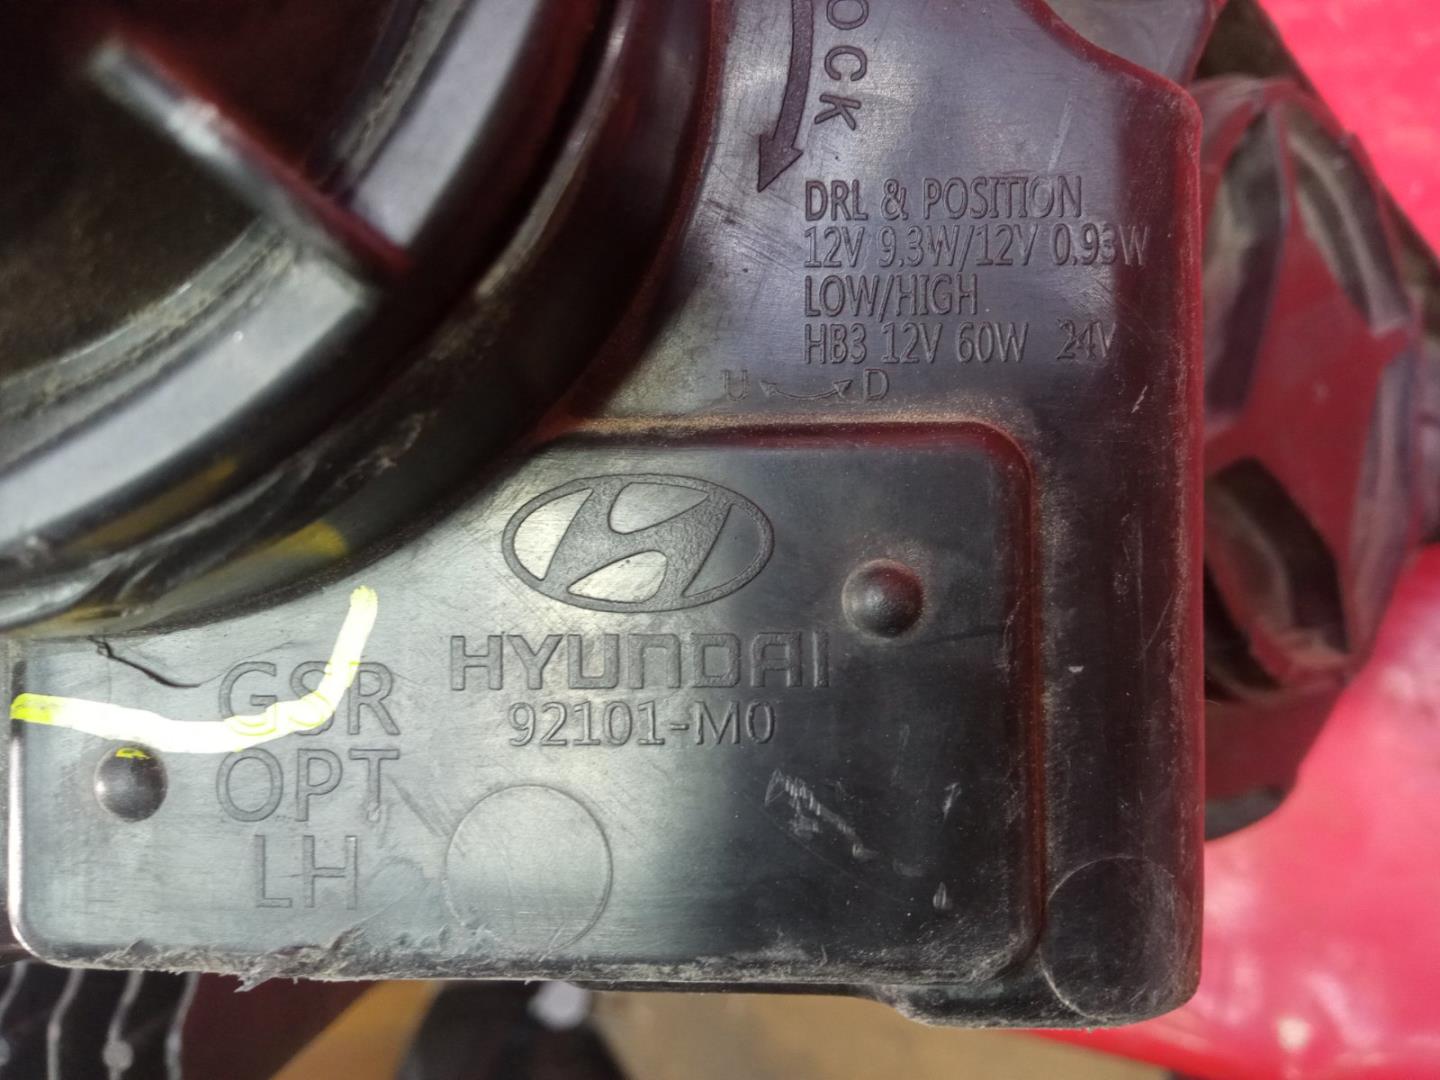 OCK
DRL & POSITION
12V 9.3W/12V 0.93W
LOW/HIGH
HB3 12V 60W 24V
U D
HYUNDAI
92101-M0
GSR
OPT
LH